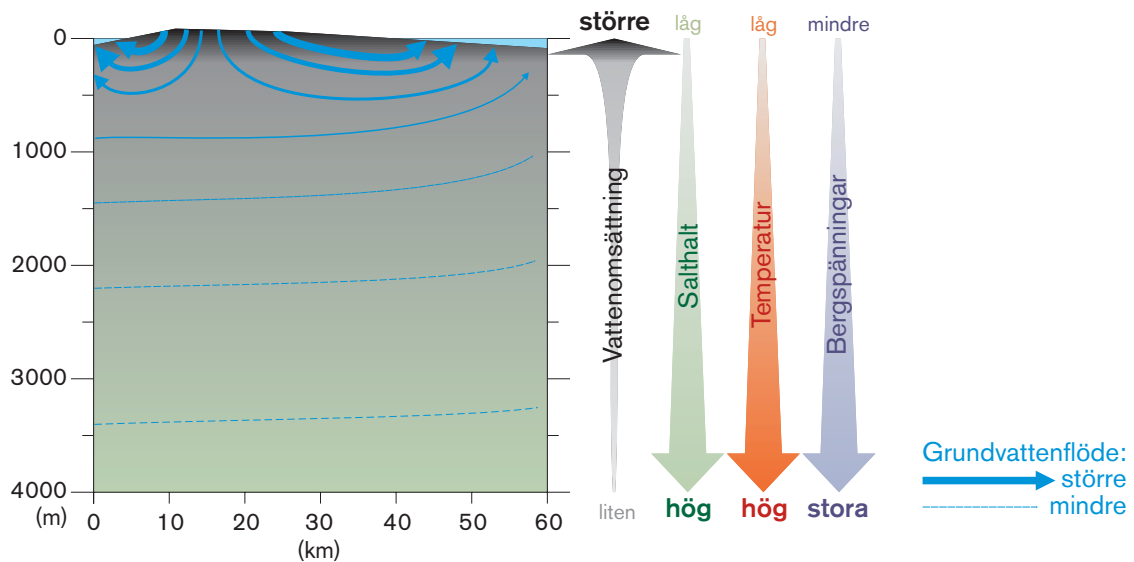 större
låg
låg
mindre
0
1000
2000
3000
4000
(m)
0
10
20
30
40
50
60
(km)
Vattenomsättning
Salthalt
Temperatur
Bergspänningar
liten
hög
hög
stora
Grundvattenflöde:
större
mindre